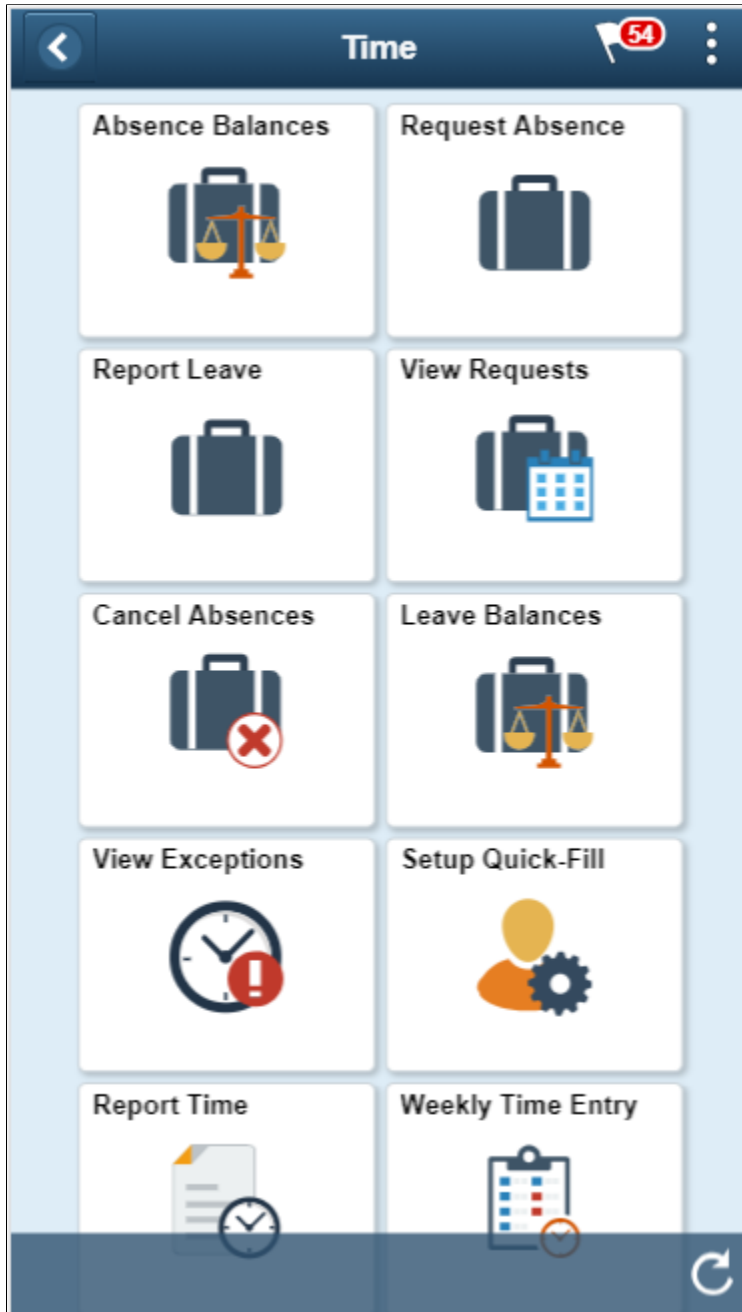 Time
54
Absence Balances
Request Absence
Report Leave
View Requests
Cancel Absences
Leave Balances
View Exceptions
Setup Quick-Fill
Report Time
Weekly Time Entry